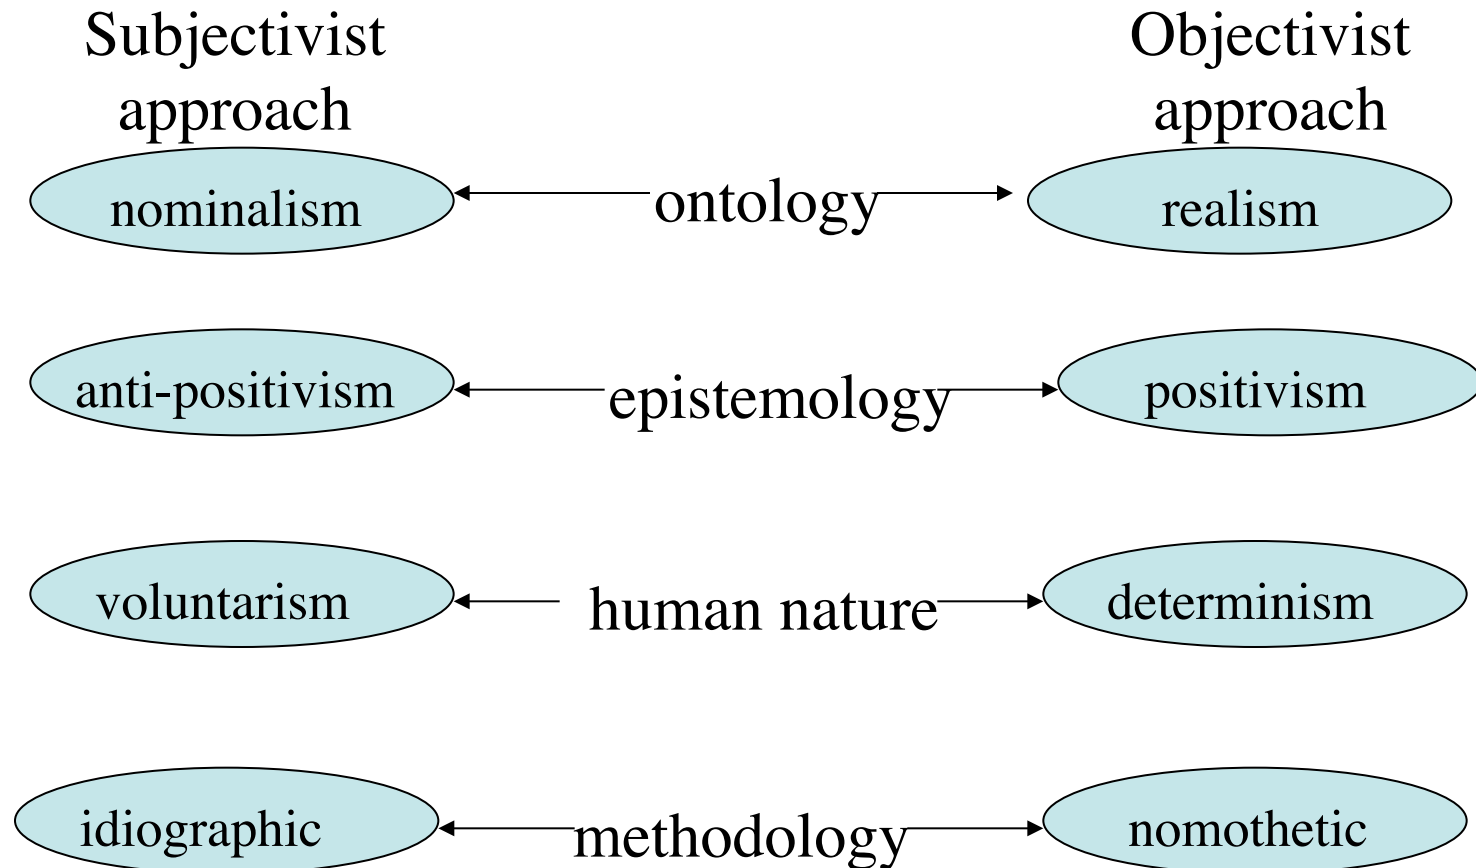 Subjectivist
approach
Objectivist
approach
nominalism
ontology
realism
anti-positivism
epistemology
positivism
voluntarism
human nature
determinism
idiographic
methodology
nomothetic